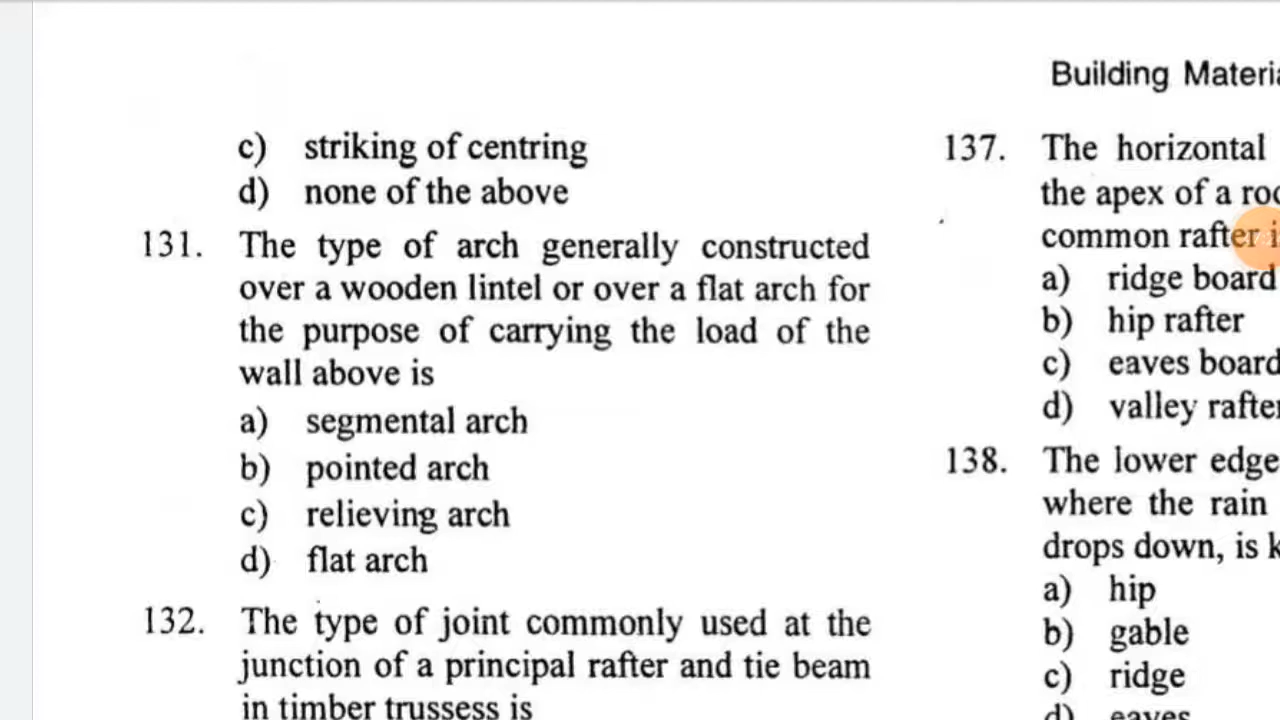 c) striking of centring
d) none of the above
131. The type of arch generally constructed
over a wooden lintel or over a flat arch for
the purpose of carrying the load of the
wall above is
a) segmental arch
b) pointed arch
c) relieving arch
d) flat arch
132. The type of joint commonly used at the
junction of a principal rafter and tie beam
in timber trussess is
Building
137. The horizontal
the apex of a
common rafter
a) ridge board
b) hip rafter
c) eaves board
d) valley
138. The lower edge
where the rain
drops down, is
a) hip
b) gable
c) ridge
d) eaves